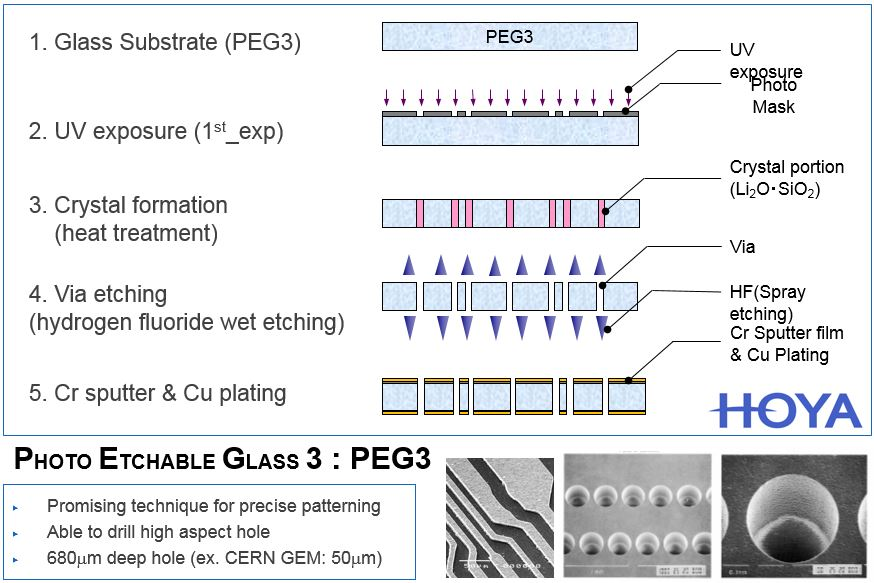 1. Glass Substrate (PEG3)
PEG3
UV
exposure
Photo
Mask
2. UV exposure (1st_exp)
Crystal portion
(Li2O･SiO2)
3. Crystal formation
(heat treatment)
Via
4. Via etching
(hydrogen fluoride wet etching)
HF(Spray
etching)
Cr Sputter film
& Cu Plating
5. Cr sputter & Cu plating
HOYA
PHOTO ETCHABLE GLASS 3 : PEG3
Promising technique for precise patterning
Able to drill high aspect hole
680μm deep hole (ex. CERN GEM: 50μm)